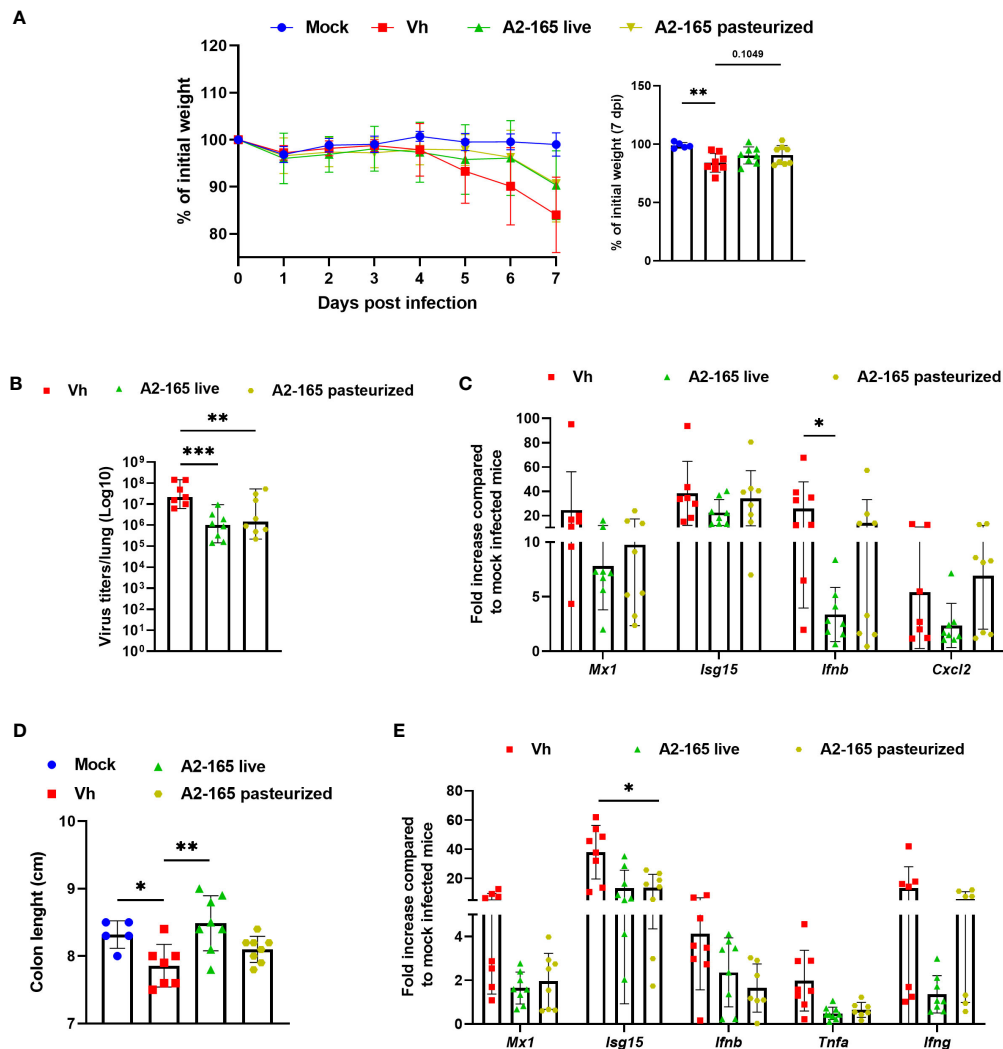 A
Mock Vh A2-165 live A2-165 pasteurized
% of initial weight
120
110
100
90
80
0 1 2 3 4 5 6 7
Days post infection
% of initial weight (7 dpi)
150
100
50
0
**
0.1049
B
Vh A2-165 live A2-165 pasteurized
Virus titers/lung (Log10)
10⁹
10⁸
10⁷
10⁶
10⁵
10⁴
10³
10²
10¹
10⁰
**
***
C
Vh A2-165 live A2-165 pasteurized
Fold increase compared
to mock infected mice
100
80
60
40
20
10
5
0
*
Mx1 Isg15 Ifnb Cxcl2
D
Mock A2-165 live
Vh A2-165 pasteurized
Colon lenght (cm)
10
9
8
7
*
**
E
Vh A2-165 live A2-165 pasteurized
Fold increase compared
to mock infected mice
80
60
40
20
4
2
0
*
Mx1 Isg15 Ifnb Tnfa Ifng